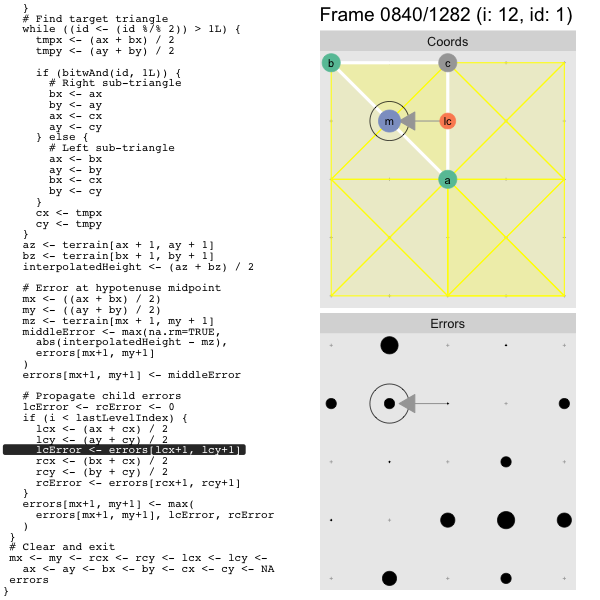 }
  # Find target triangle
  while ((id <- (id %/% 2)) > 1L) {
    tmpx <- (ax + bx) / 2
    tmpy <- (ay + by) / 2
    if (bitwAnd(id, 1L)) {
      # Right sub-triangle
      bx <- ax
      by <- ay
      ax <- cx
      ay <- cy
    } else {
      # Left sub-triangle
      ax <- bx
      ay <- by
      bx <- cx
      by <- cy
    }
    cx <- tmpx
    cy <- tmpy
  }
  az <- terrain[ax + 1, ay + 1]
  bz <- terrain[bx + 1, by + 1]
  interpolatedHeight <- (az + bz) / 2
  # Error at hypotenuse midpoint
  mx <- ((ax + bx) / 2)
  my <- ((ay + by) / 2)
  mz <- terrain[mx + 1, my + 1]
  middleError <- max(na.rm=TRUE,
    abs(interpolatedHeight - mz),
    errors[mx+1, my+1]
  )
  errors[mx+1, my+1] <- middleError
  # Propagate child errors
  lcError <- rcError <- 0
  if (i < lastLevelIndex) {
    lcx <- (ax + cx) / 2
    lcy <- (ay + cy) / 2
    lcError <- errors[lcx+1, lcy+1]
    rcx <- (bx + cx) / 2
    rcy <- (by + cy) / 2
    rcError <- errors[rcx+1, rcy+1]
  }
  errors[mx+1, my+1] <- max(
    errors[mx+1, my+1], lcError, rcError
  )
}
# Clear and exit
mx <- my <- rcx <- rcy <- lcx <- lcy <-
  ax <- ay <- bx <- by <- cx <- cy <- NA
errors
}
Frame 0840/1282 (i: 12, id: 1)
Coords
b
c
m
lc
a
Errors